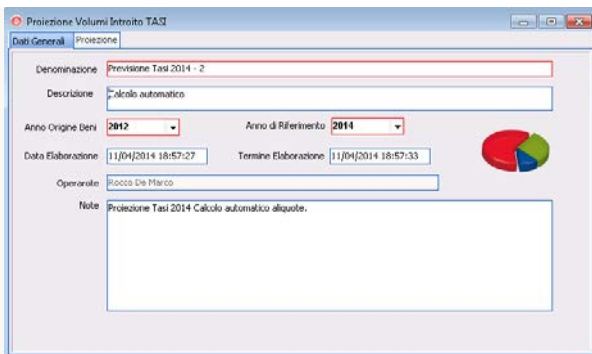 Proiezione Volumi Introito TASI
Dati Generali Proiezione
Denominazione Previsione Tasi 2014 - 2
Descrizione Calcolo automatico
Anno Origine Beni 2012 Anno di Riferimento 2014
Data Elaborazione 11/04/2014 18:57:27 Termine Elaborazione 11/04/2014 18:57:33
Operarote Rocco De Marco
Note Proiezione Tasi 2014 Calcolo automatico aliquote.